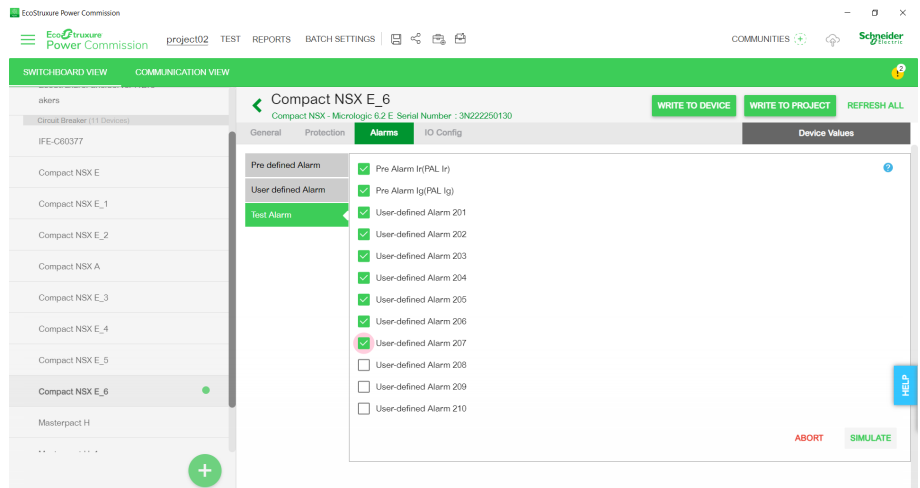 EcoStruxure Power Commission
EcoStruxure
Power Commission
project02 TEST REPORTS BATCH SETTINGS
COMMUNITIES
Schneider
Electric
SWITCHBOARD VIEW COMMUNICATION VIEW
2
akers
Circuit Breaker (11 Devices)
IFE-C60377
Compact NSX E
Compact NSX E_1
Compact NSX E_2
Compact NSX A
Compact NSX E_3
Compact NSX E_4
Compact NSX E_5
Compact NSX E_6
Masterpact H
Compact NSX E_6
Compact NSX - Micrologic 6.2 E Serial Number : 3N222250130
WRITE TO DEVICE WRITE TO PROJECT REFRESH ALL
General Protection Alarms IO Config Device Values
Pre defined Alarm
User defined Alarm
Test Alarm
Pre Alarm Ir(PAL Ir)
Pre Alarm Ig(PAL Ig)
User-defined Alarm 201
User-defined Alarm 202
User-defined Alarm 203
User-defined Alarm 204
User-defined Alarm 205
User-defined Alarm 206
User-defined Alarm 207
User-defined Alarm 208
User-defined Alarm 209
User-defined Alarm 210
?
HELP
ABORT SIMULATE